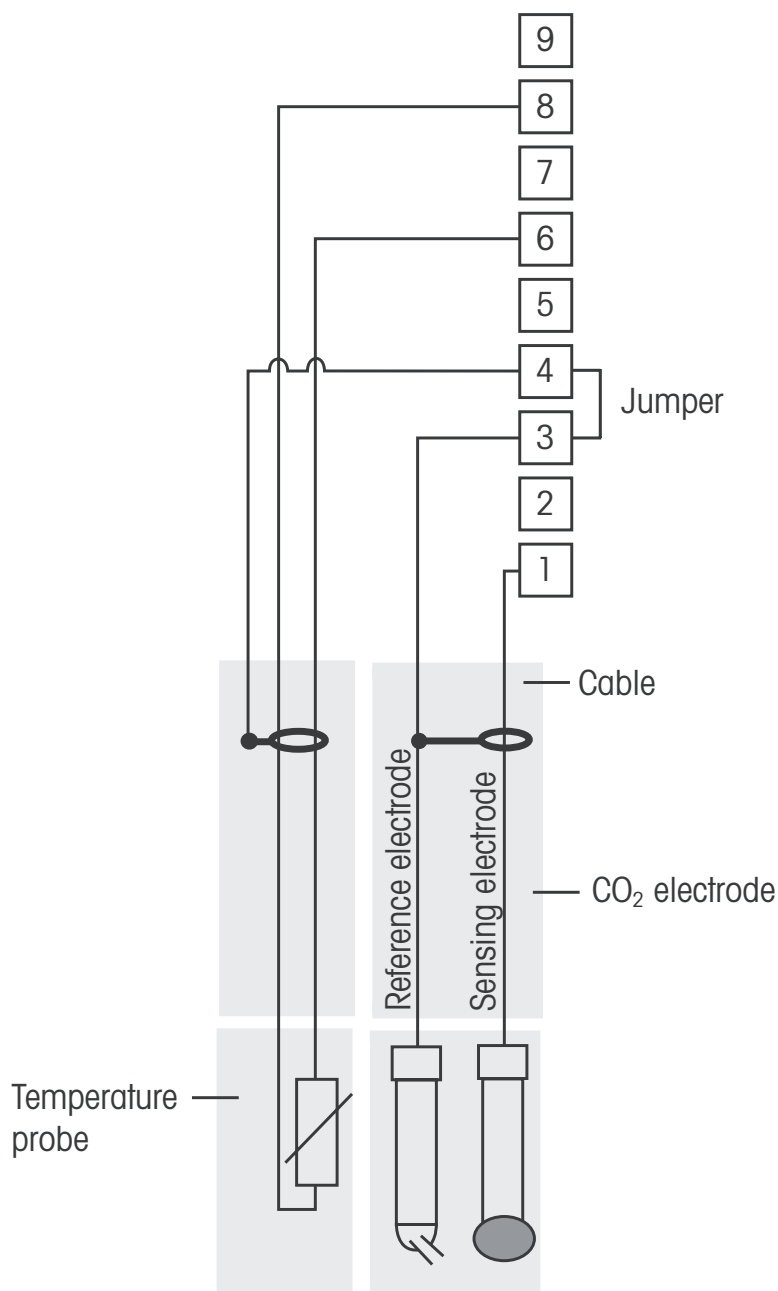 9
8
7
6
5
4
Jumper
3
2
1
Cable
Reference electrode
Sensing electrode
CO₂ electrode
Temperature
probe